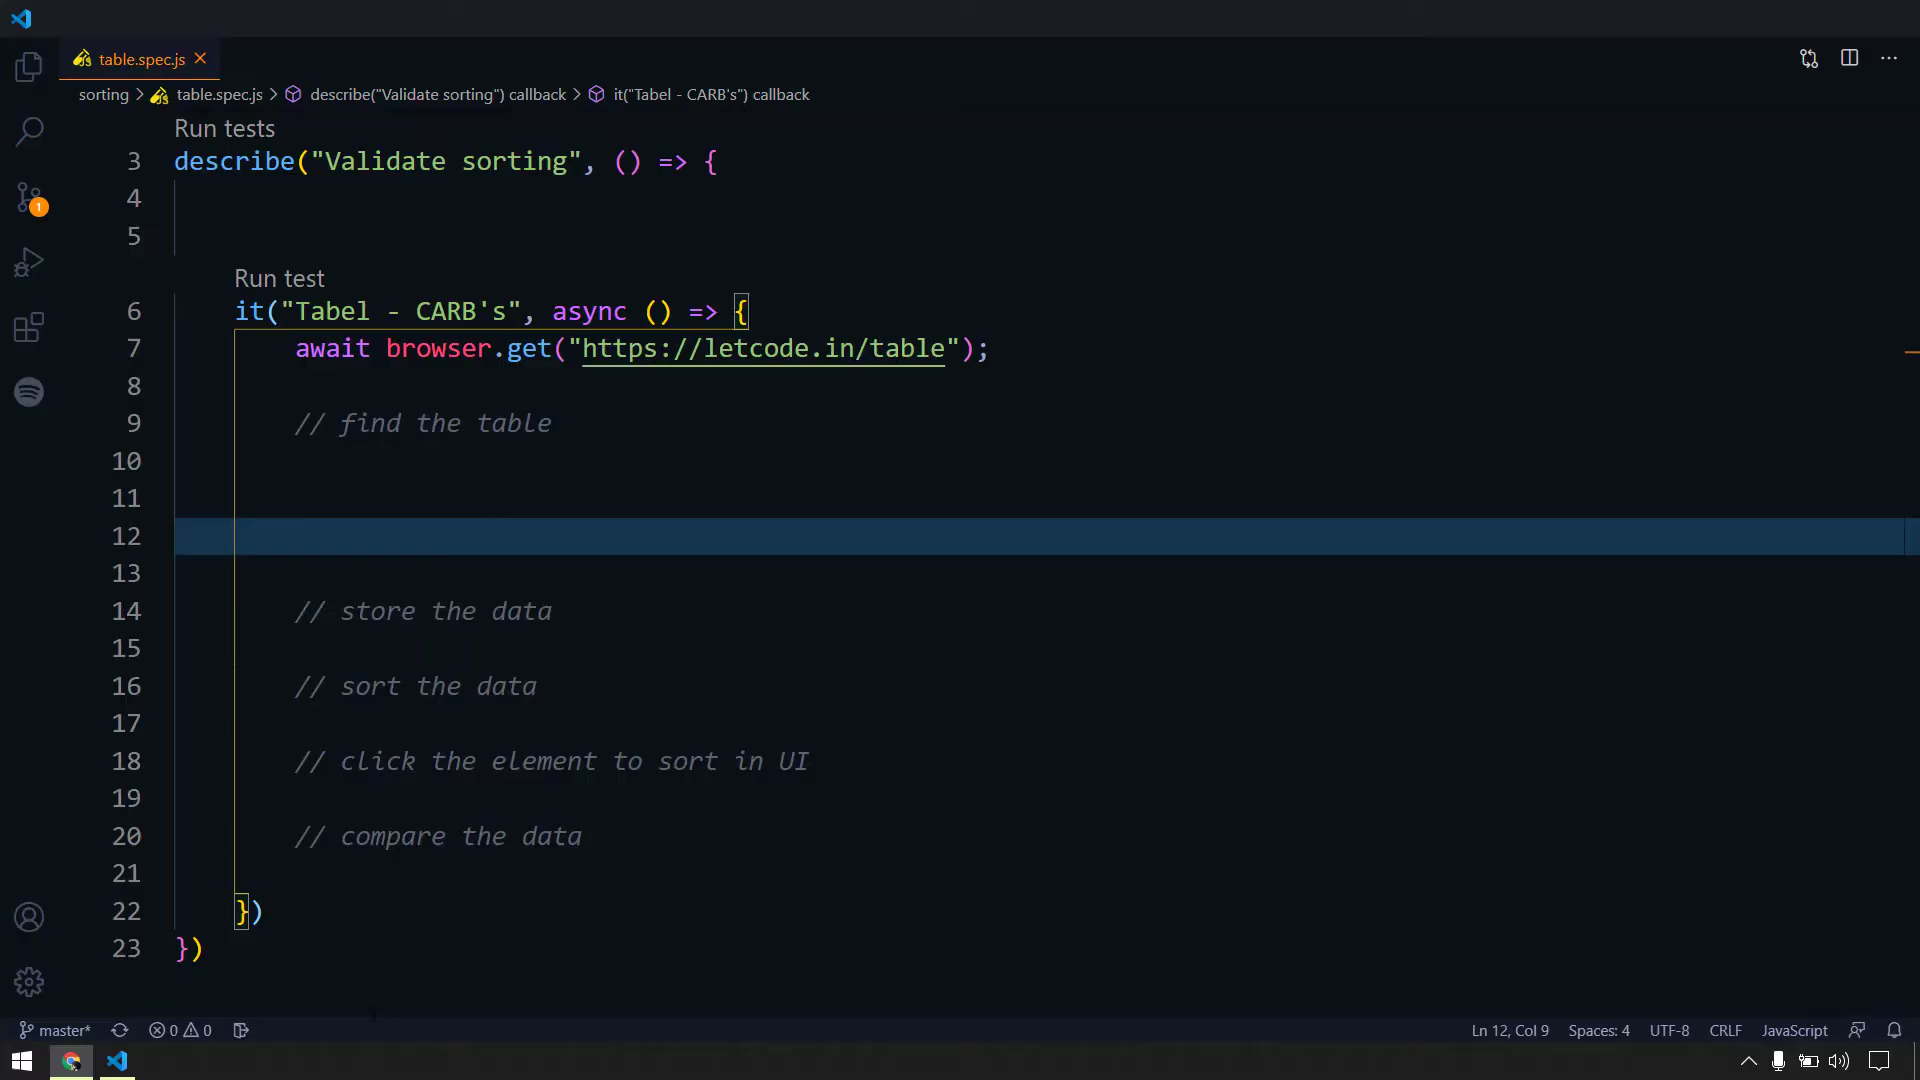 table.spec.js
sorting > table.spec.js > describe("Validate sorting") callback > it("Tabel - CARB's") callback
Run tests
3 describe("Validate sorting", () => {
4
1
5
Run test
6 it("Tabel - CARB's", async () => {
7 await browser.get("https://letcode.in/table");
8
9 // find the table
10
11
12
13
14 // store the data
15
16 // sort the data
17
18 // click the element to sort in UI
19
20 // compare the data
21
22 })
23 })
master* 0 0 Ln 12, Col 9 Spaces: 4 UTF-8 CRLF JavaScript